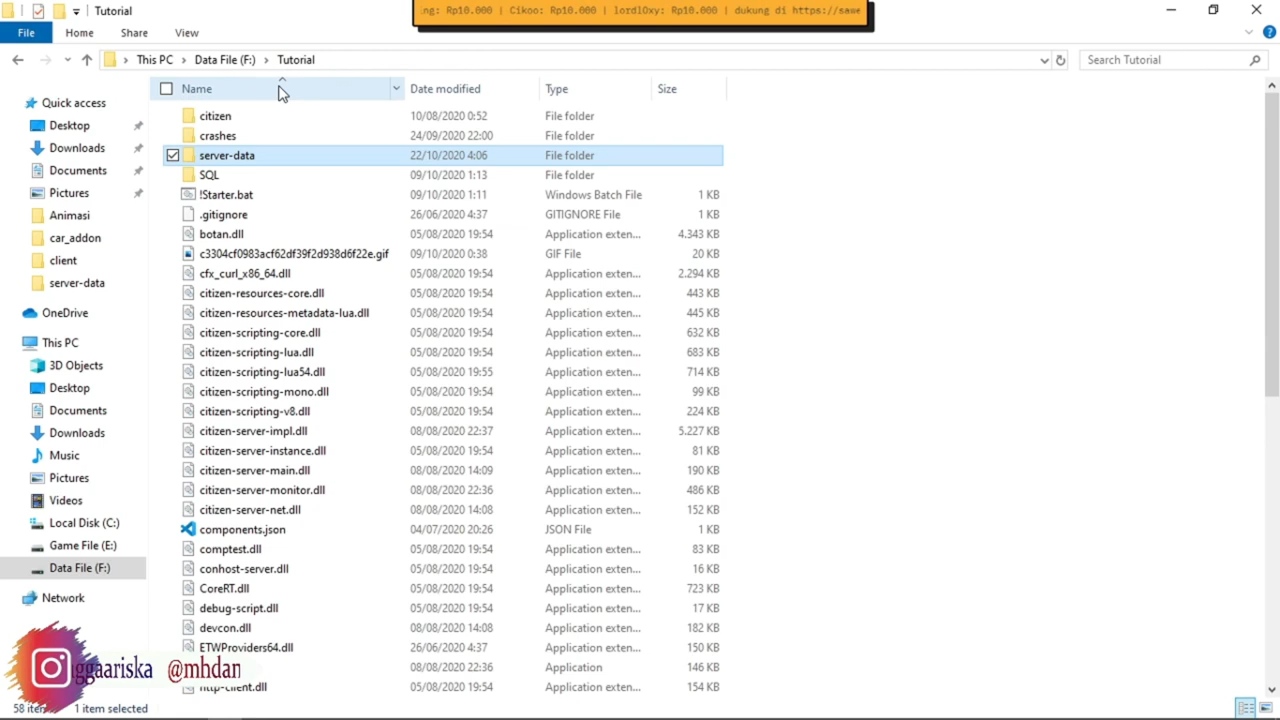 Tutorial
ng: Rp10.000 | Cikoo: Rp10.000 | lordl0xy: Rp10.000 | dukung di https://sawe
File Home Share View
This PC Data File (F:) Tutorial
Search Tutorial
Name Date modified Type Size
Quick access
Desktop
Downloads
Documents
Pictures
Animasi
car_addon
client
server-data
OneDrive
This PC
3D Objects
Desktop
Documents
Downloads
Music
Pictures
Videos
Local Disk (C:)
Game File (E:)
Data File (F:)
Network
citizen 10/08/2020 0:52 File folder
crashes 24/09/2020 22:00 File folder
server-data 22/10/2020 4:06 File folder
SQL 09/10/2020 1:13 File folder
!Starter.bat 09/10/2020 1:11 Windows Batch File 1 KB
.gitignore 26/06/2020 4:37 GITIGNORE File 1 KB
botan.dll 05/08/2020 19:54 Application exten... 4.343 KB
c3304cf0983acf62df39f2d938d6f22e.gif 09/10/2020 0:38 GIF File 20 KB
cfx_curl_x86_64.dll 05/08/2020 19:54 Application exten... 2.294 KB
citizen-resources-core.dll 05/08/2020 19:54 Application exten... 443 KB
citizen-resources-metadata-lua.dll 05/08/2020 19:54 Application exten... 445 KB
citizen-scripting-core.dll 05/08/2020 19:54 Application exten... 632 KB
citizen-scripting-lua.dll 05/08/2020 19:54 Application exten... 683 KB
citizen-scripting-lua54.dll 05/08/2020 19:55 Application exten... 714 KB
citizen-scripting-mono.dll 05/08/2020 19:54 Application exten... 99 KB
citizen-scripting-v8.dll 05/08/2020 19:54 Application exten... 224 KB
citizen-server-impl.dll 08/08/2020 22:37 Application exten... 5.227 KB
citizen-server-instance.dll 05/08/2020 19:54 Application exten... 81 KB
citizen-server-main.dll 08/08/2020 14:09 Application exten... 190 KB
citizen-server-monitor.dll 08/08/2020 22:36 Application exten... 486 KB
citizen-server-net.dll 08/08/2020 14:08 Application exten... 152 KB
components.json 04/07/2020 20:26 JSON File 1 KB
comptest.dll 05/08/2020 19:54 Application exten... 83 KB
conhost-server.dll 05/08/2020 19:54 Application exten... 16 KB
CoreRT.dll 05/08/2020 19:54 Application exten... 723 KB
debug-script.dll 05/08/2020 19:54 Application exten... 17 KB
devcon.dll 08/08/2020 14:08 Application exten... 182 KB
ETWProviders64.dll 26/06/2020 4:37 Application exten... 150 KB
08/08/2020 22:36 Application 146 KB
http-client.dll 05/08/2020 19:54 Application exten... 154 KB
ggaariska @mhdan
58 item 1 item selected